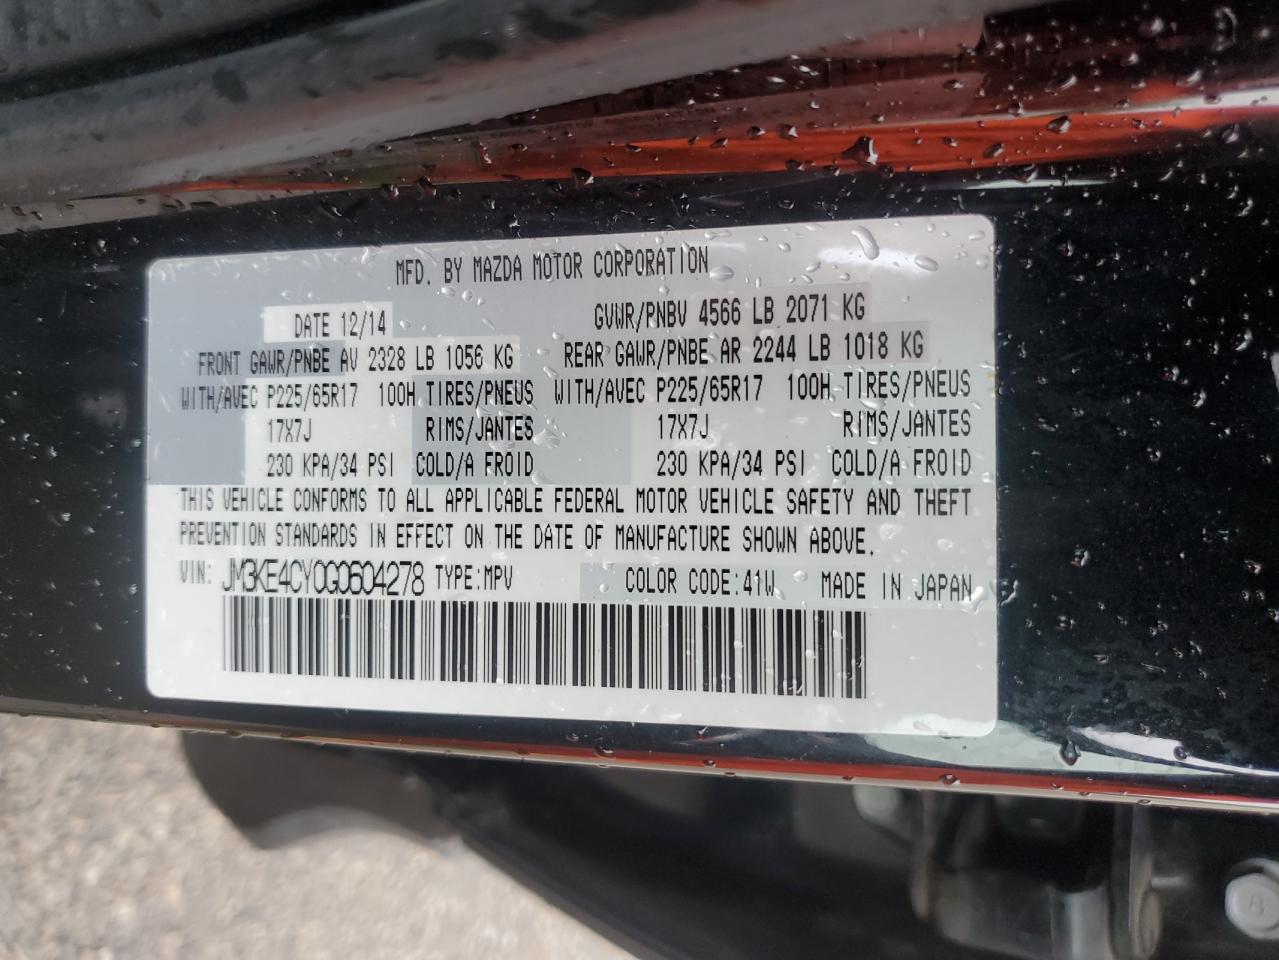 MFD. BY MAZDA MOTOR CORPORATION
DATE 12/14 GVWR/PNBV 4566 LB 2071 KG
FRONT GAWR/PNBE AV 2328 LB 1056 KG REAR GAWR/PNBE AR 2244 LB 1018 KG
WITH/AVEC P225/65R17 100H TIRES/PNEUS WITH/AVEC P225/65R17 100H TIRES/PNEUS
17X7J RIMS/JANTES 17X7J RIMS/JANTES
230 KPA/34 PSI COLD/A FROID 230 KPA/34 PSI COLD/A FROID
THIS VEHICLE CONFORMS TO ALL APPLICABLE FEDERAL MOTOR VEHICLE SAFETY AND THEFT
PREVENTION STANDARDS IN EFFECT ON THE DATE OF MANUFACTURE SHOWN ABOVE.
VIN: JM3KE4CY0G0604278 TYPE:MPV COLOR CODE:41W MADE IN JAPAN
8